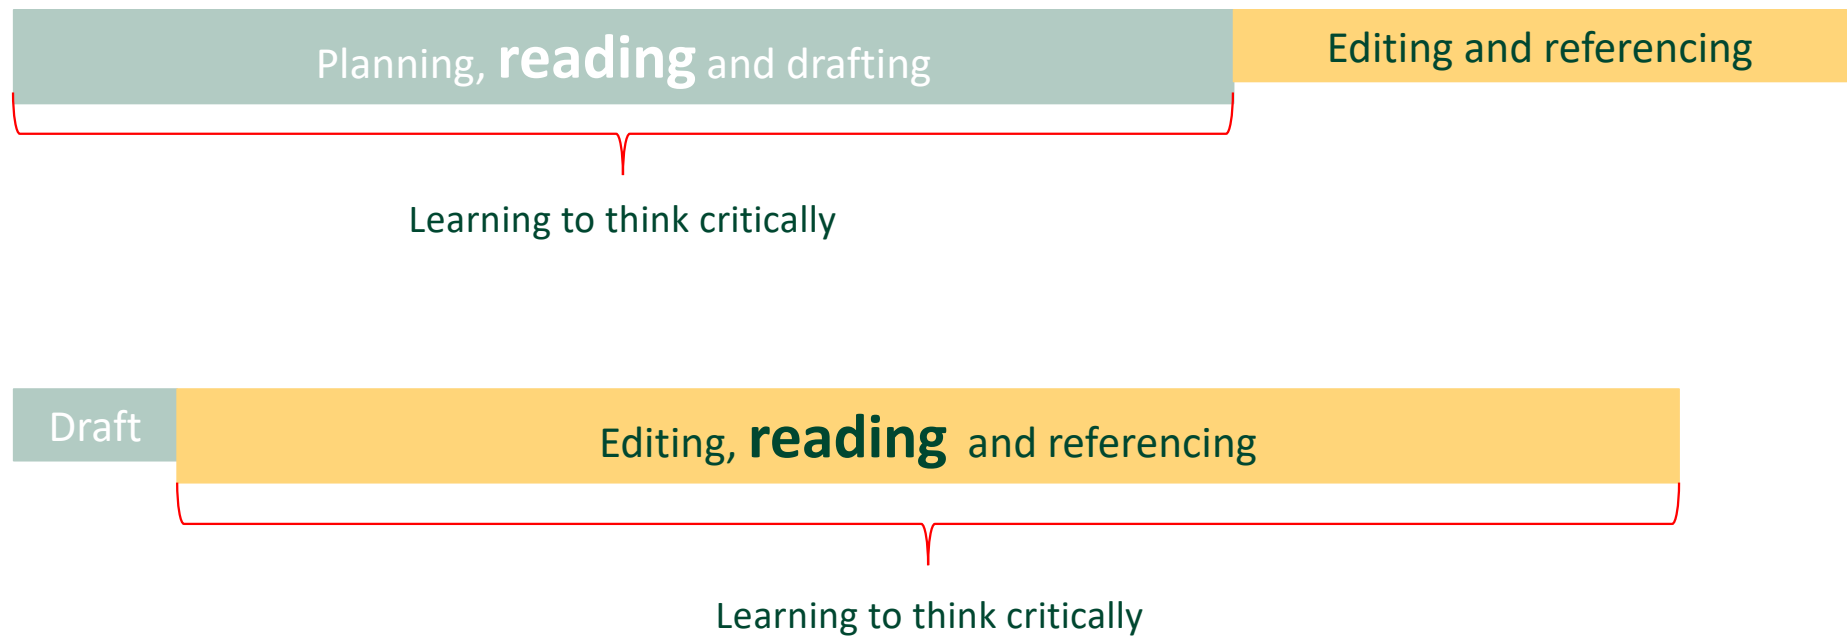 Planning, reading and drafting
Editing and referencing
Learning to think critically
Draft
Editing, reading and referencing
Learning to think critically